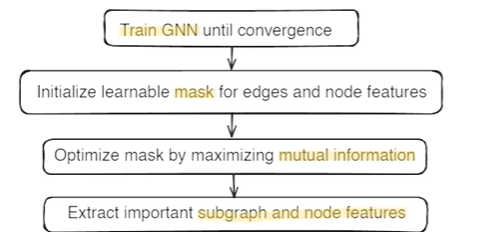 Train GNN until convergence
Initialize learnable mask for edges and node features
Optimize mask by maximizing mutual information
Extract important subgraph and node features